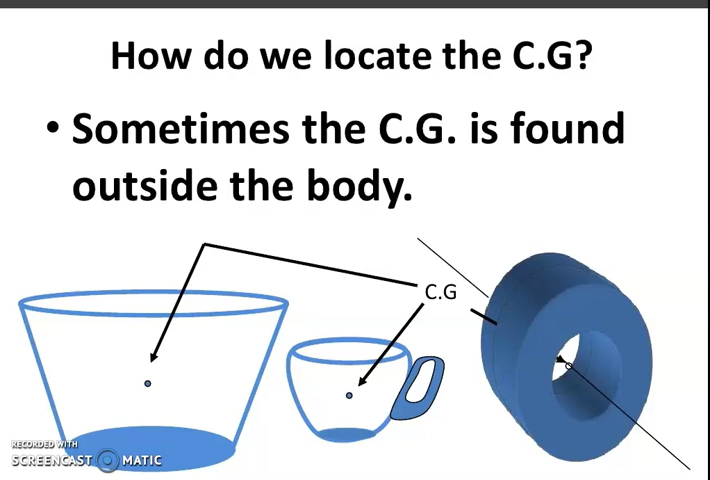 How do we locate the C.G?
• Sometimes the C.G. is found
outside the body.
C.G
RECORDED WITH
SCREENCAST MATIC